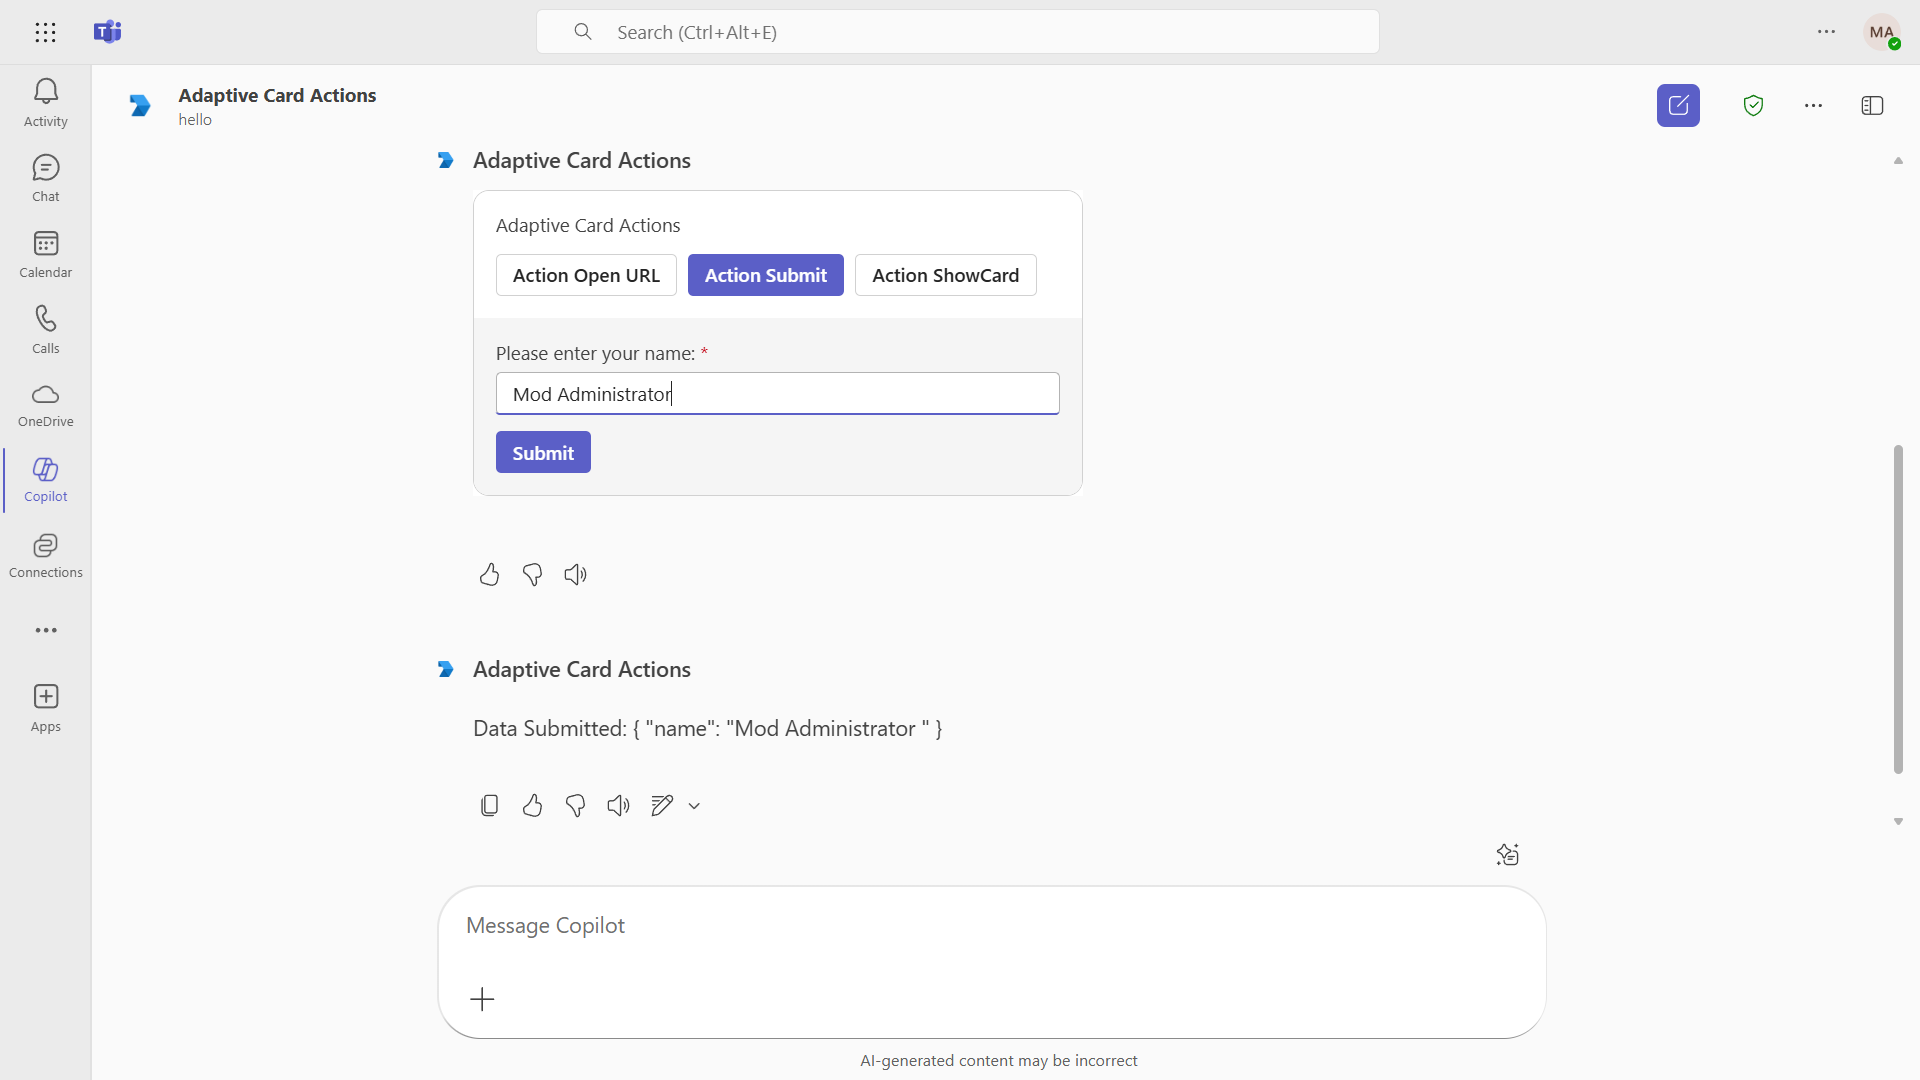 Search (Ctrl+Alt+E)
MA
Activity
Chat
Calendar
Calls
OneDrive
Copilot
Connections
Apps
Adaptive Card Actions
hello
Adaptive Card Actions
Adaptive Card Actions
Action Open URL
Action Submit
Action ShowCard
Please enter your name: *
Mod Administrator
Submit
Adaptive Card Actions
Data Submitted: { "name": "Mod Administrator " }
Message Copilot
AI-generated content may be incorrect